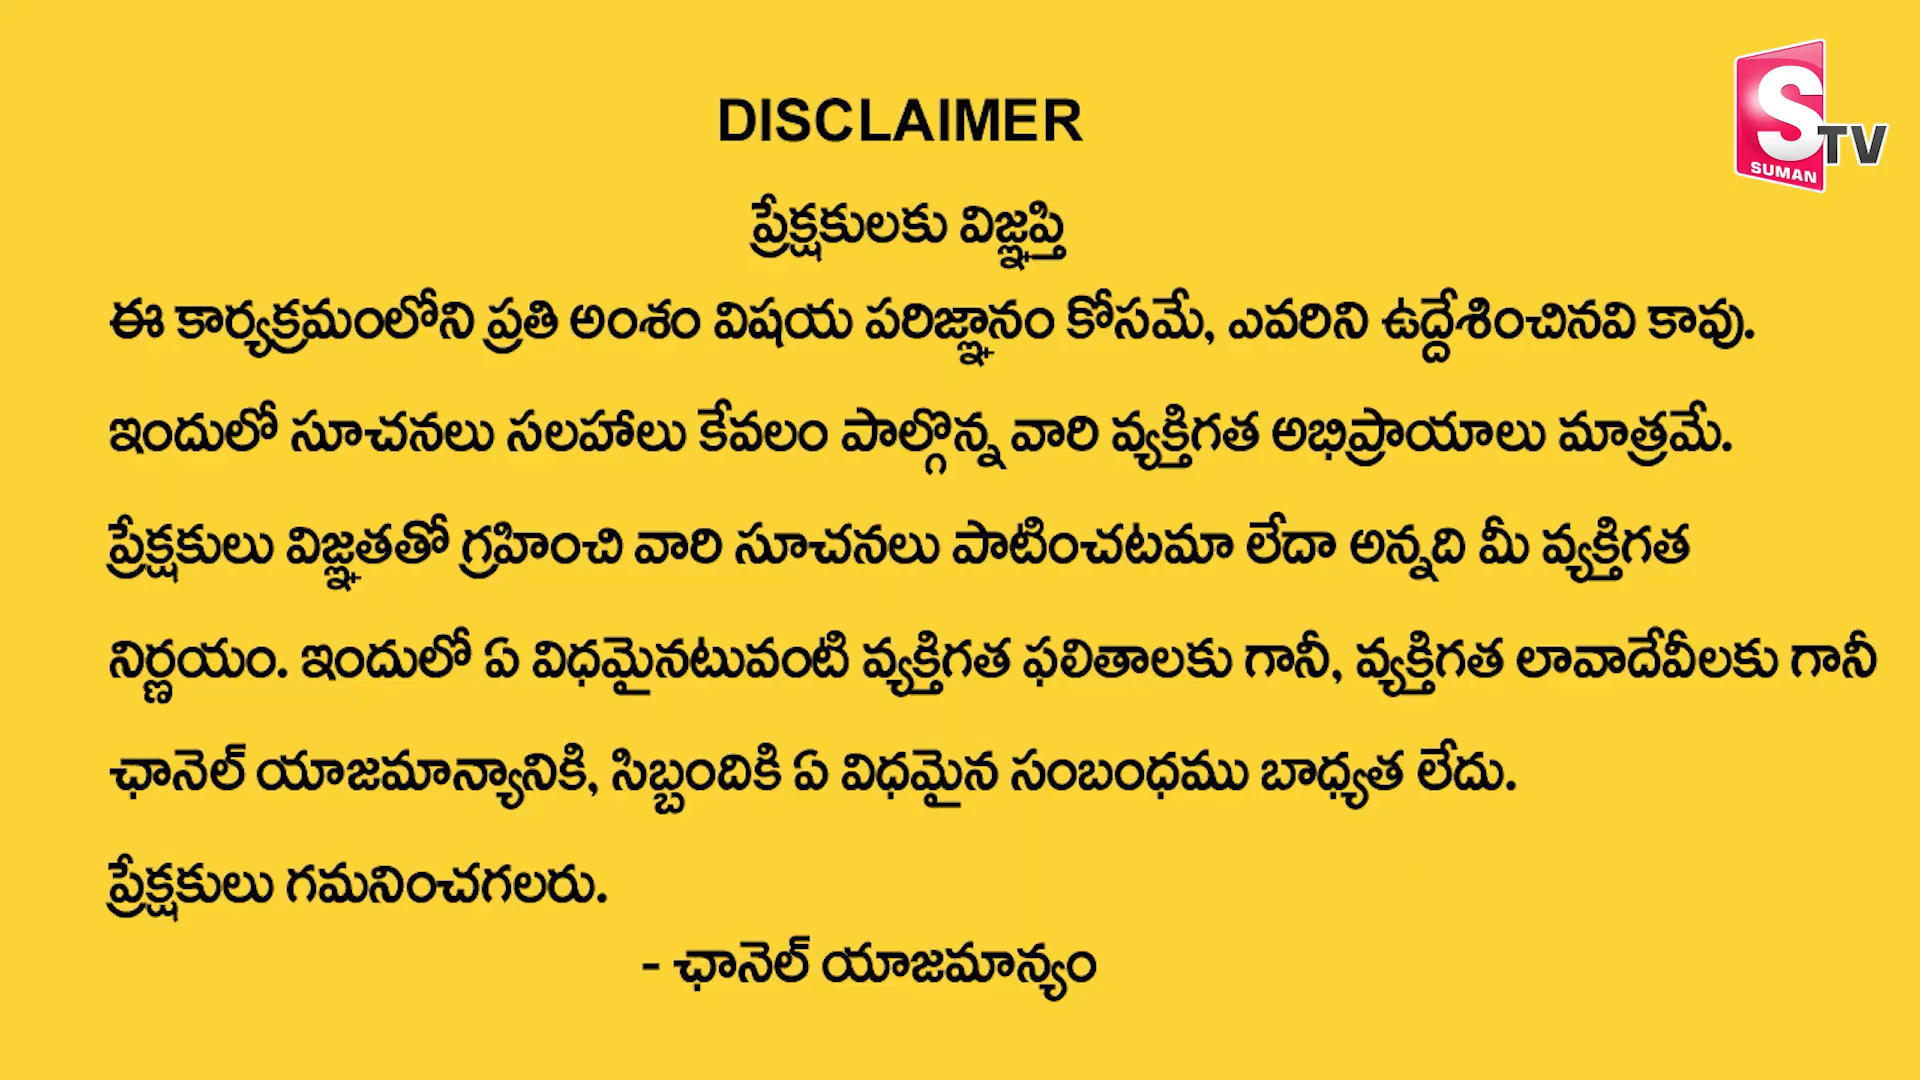 DISCLAIMER
ప్రేక్షకులకు విజ్ఞప్తి
ఈ కార్యక్రమంలోని ప్రతి అంశం విషయ పరిజ్ఞానం కోసమే, ఎవరిని ఉద్దేశించినవి కావు.
ఇందులో సూచనలు సలహాలు కేవలం పాల్గొన్న వారి వ్యక్తిగత అభిప్రాయాలు మాత్రమే.
ప్రేక్షకులు విజ్ఞతతో గ్రహించి వారి సూచనలు పాటించటమా లేదా అన్నది మీ వ్యక్తిగత
నిర్ణయం. ఇందులో ఏ విధమైనటువంటి వ్యక్తిగత ఫలితాలకు గానీ, వ్యక్తిగత లావాదేవీలకు గానీ
ఛానెల్ యాజమాన్యానికి, సిబ్బందికి ఏ విధమైన సంబంధము బాధ్యత లేదు.
ప్రేక్షకులు గమనించగలరు.
- ఛానెల్ యాజమాన్యం
S TV
SUMAN